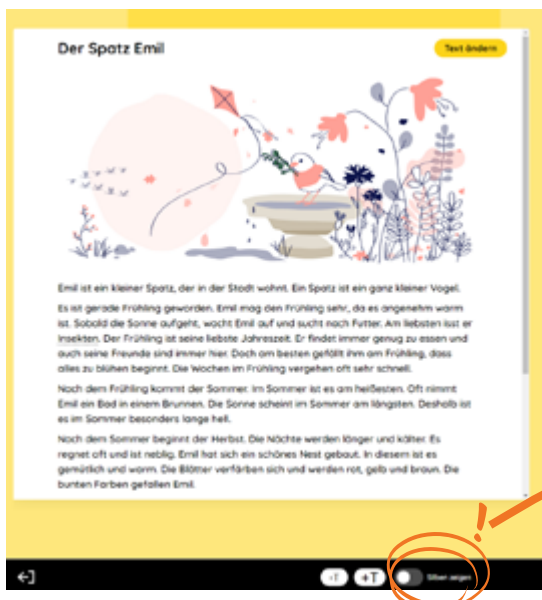 Der Spatz Emil
Text ändern
Emil ist ein kleiner Spatz, der in der Stadt wohnt. Ein Spatz ist ein ganz kleiner Vogel.
Es ist gerade Frühling geworden. Emil mag den Frühling sehr, da es angenehm warm
ist. Sobald die Sonne aufgeht, wacht Emil auf und sucht nach Futter. Am liebsten isst er
Insekten. Der Frühling ist seine liebste Jahreszeit. Er findet immer genug zu essen und
auch seine Freunde sind immer hier. Doch am besten gefällt ihm am Frühling, dass
alles zu blühen beginnt. Die Wochen im Frühling vergehen oft sehr schnell.
Nach dem Frühling kommt der Sommer. Im Sommer ist es am heißesten. Oft nimmt
Emil ein Bad in einem Brunnen. Die Sonne scheint im Sommer am längsten. Deshalb ist
es im Sommer besonders lange hell.
Nach dem Sommer beginnt der Herbst. Die Nächte werden länger und kälter. Es
regnet oft und ist neblig. Emil hat sich ein schönes Nest gebaut. In diesem ist es
gemütlich und warm. Die Blätter verfärben sich und werden rot, gelb und braun. Die
bunten Farben gefallen Emil.
-T +T Silben zeigen